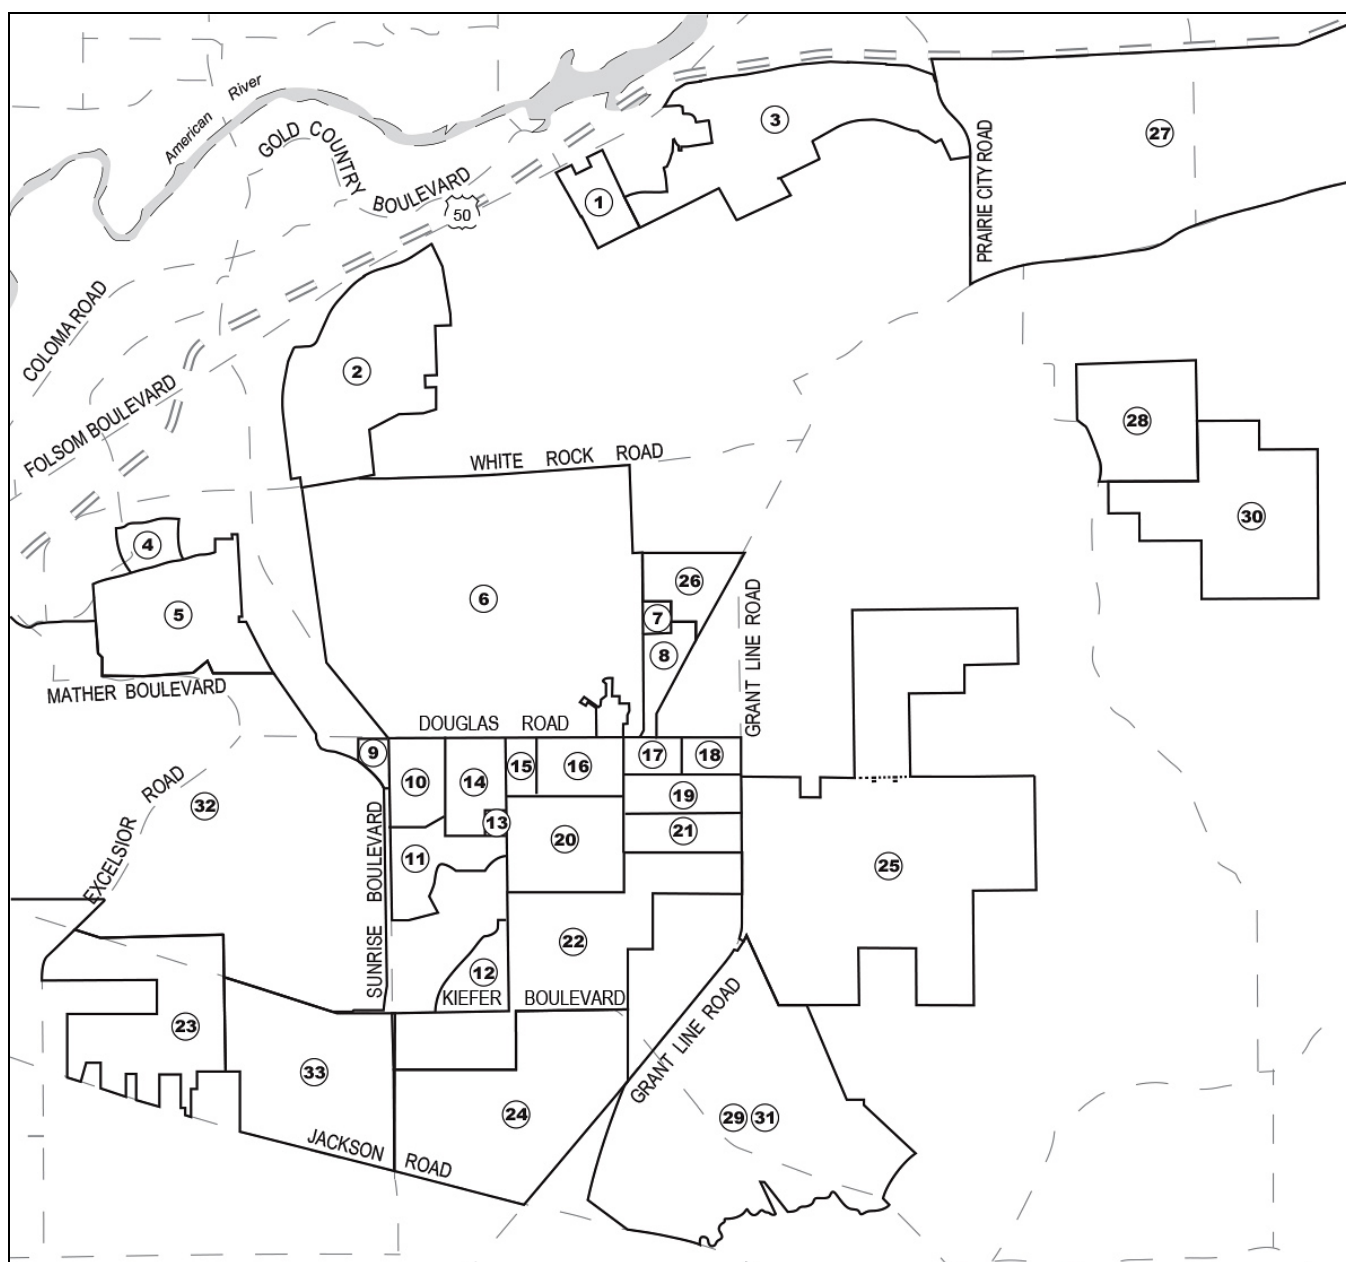 American River
GOLD COUNTRY BOULEVARD
50
COLOMA ROAD
FOLSOM BOULEVARD
PRAIRIE CITY ROAD
3
27
1
2
28
WHITE ROCK ROAD
30
4
5
6
26
7
8
GRANT LINE ROAD
MATHER BOULEVARD
DOUGLAS ROAD
9
10
14
15
16
17
18
EXCELSIOR ROAD
32
13
19
20
21
11
SUNRISE BOULEVARD
25
22
12
KIEFER BOULEVARD
23
GRANT LINE ROAD
33
24
29
31
JACKSON ROAD